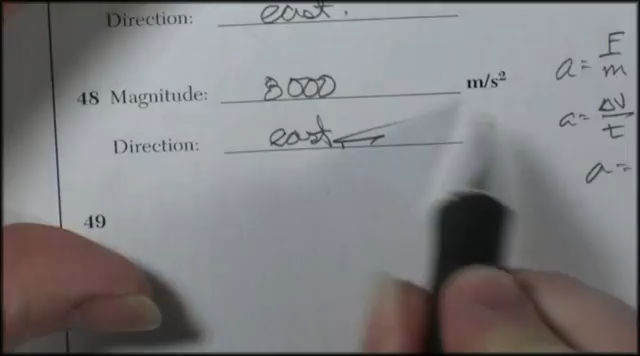 Direction: east.
48 Magnitude: 8000 m/s²
Direction: east
49
a = F/m
a = ΔV/t
a =